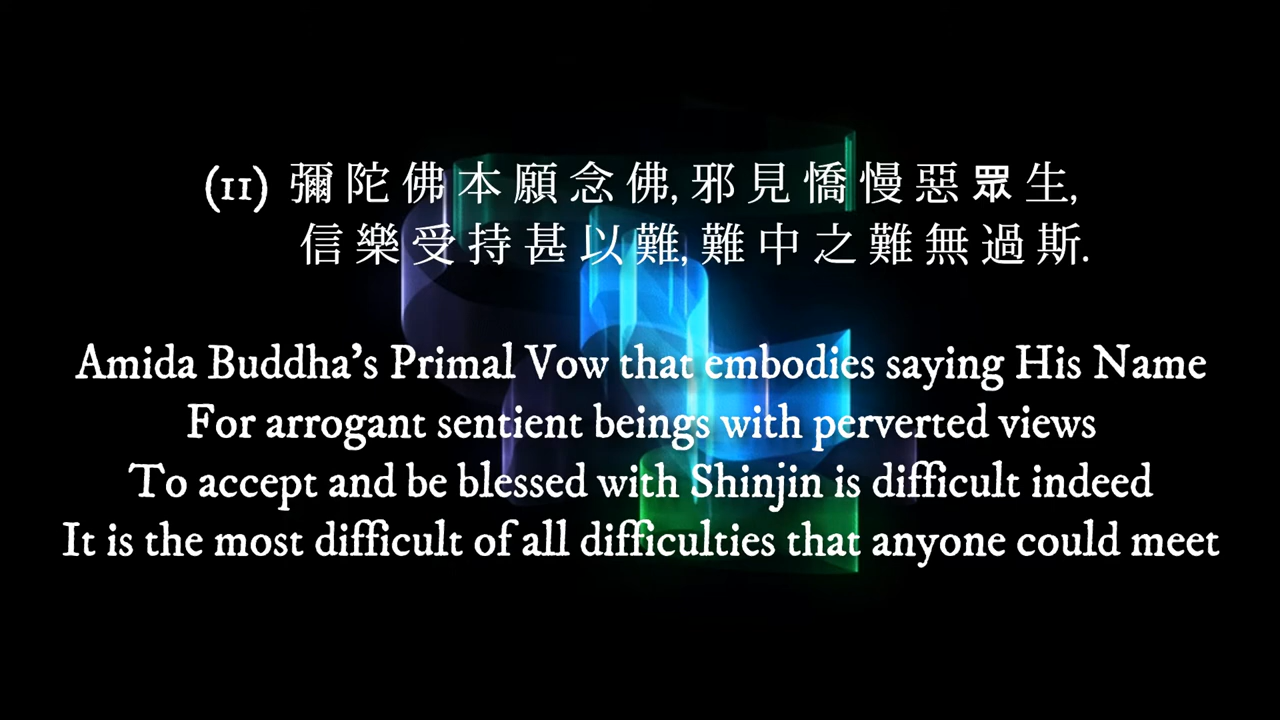 (11) 彌陀佛本願念佛, 邪見憍慢惡眾生,
信樂受持甚以難, 難中之難無過斯.
Amida Buddha's Primal Vow that embodies saying His Name
For arrogant sentient beings with perverted views
To accept and be blessed with Shinjin is difficult indeed
It is the most difficult of all difficulties that anyone could meet